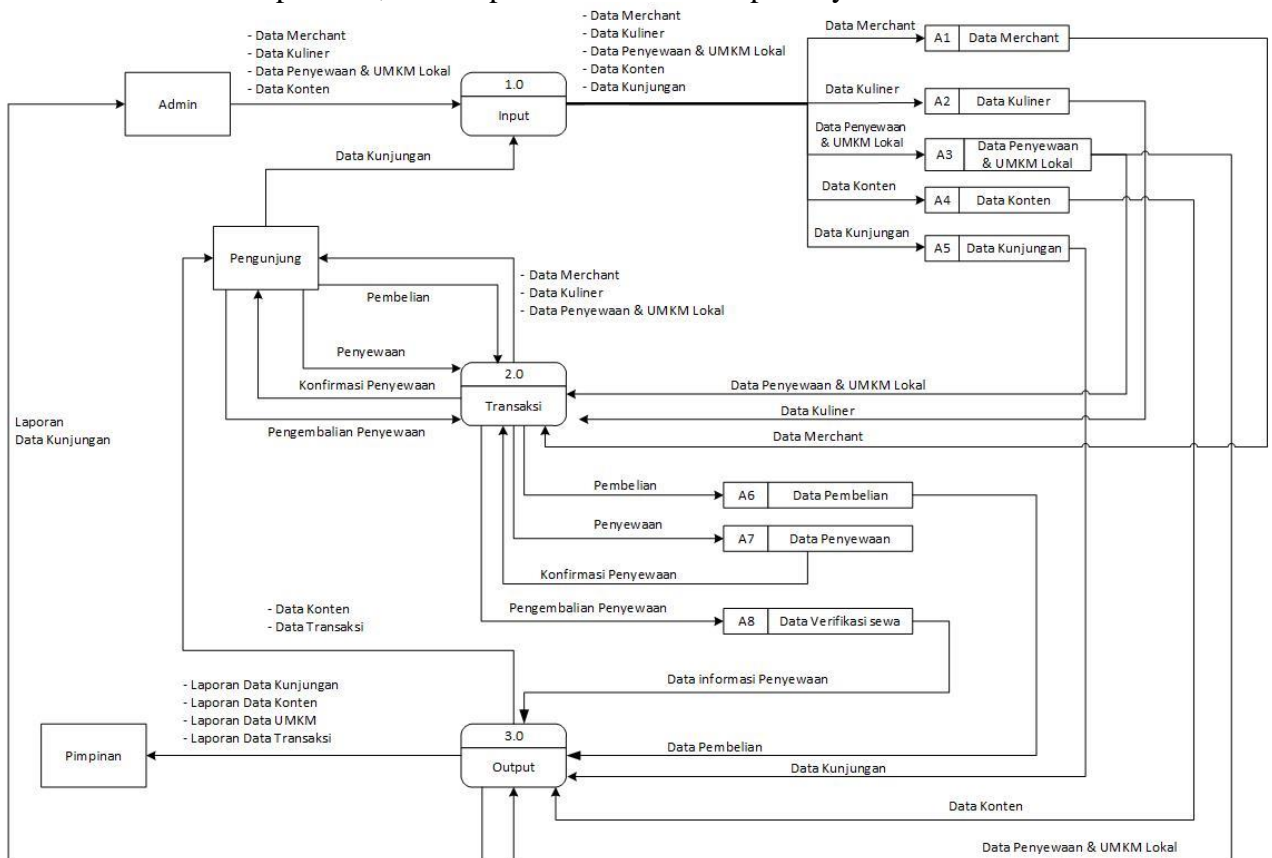 - Data Merchant
- Data Kuliner
- Data Penyewaan & UMKM Lokal
- Data Konten
- Data Merchant
- Data Kuliner
- Data Penyewaan & UMKM Lokal
- Data Konten
- Data Kunjungan
Admin
1.0
Input
Data Merchant
A1 Data Merchant
Data Kuliner
A2 Data Kuliner
Data Penyewaan
& UMKM Lokal
A3 Data Penyewaan
& UMKM Lokal
Data Konten
A4 Data Konten
Data Kunjungan
A5 Data Kunjungan
Data Kunjungan
Pengunjung
- Data Merchant
- Data Kuliner
- Data Penyewaan & UMKM Lokal
Pembelian
Penyewaan
Konfirmasi Penyewaan
Pengembalian Penyewaan
2.0
Transaksi
Data Penyewaan & UMKM Lokal
Data Kuliner
Data Merchant
Laporan
Data Kunjungan
Pembelian
A6 Data Pembelian
Penyewaan
A7 Data Penyewaan
Konfirmasi Penyewaan
Pengembalian Penyewaan
A8 Data Verifikasi sewa
- Data Konten
- Data Transaksi
Data informasi Penyewaan
- Laporan Data Kunjungan
- Laporan Data Konten
- Laporan Data UMKM
- Laporan Data Transaksi
Pimpinan
3.0
Output
Data Pembelian
Data Kunjungan
Data Konten
Data Penyewaan & UMKM Lokal